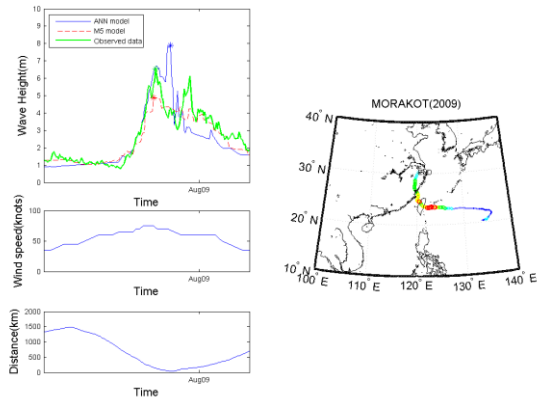 ANN model
M5 model
Observed data
Wave Height(m)
10
9
8
7
6
5
4
3
2
1
0
Aug09
Time
Wind speed(Knots)
100
50
0
Aug09
Time
Distance(km)
2000
1500
1000
500
0
Aug09
Time
MORAKOT(2009)
40° N
30° N
20° N
10° N
110° E
120° E
130° E
140° E